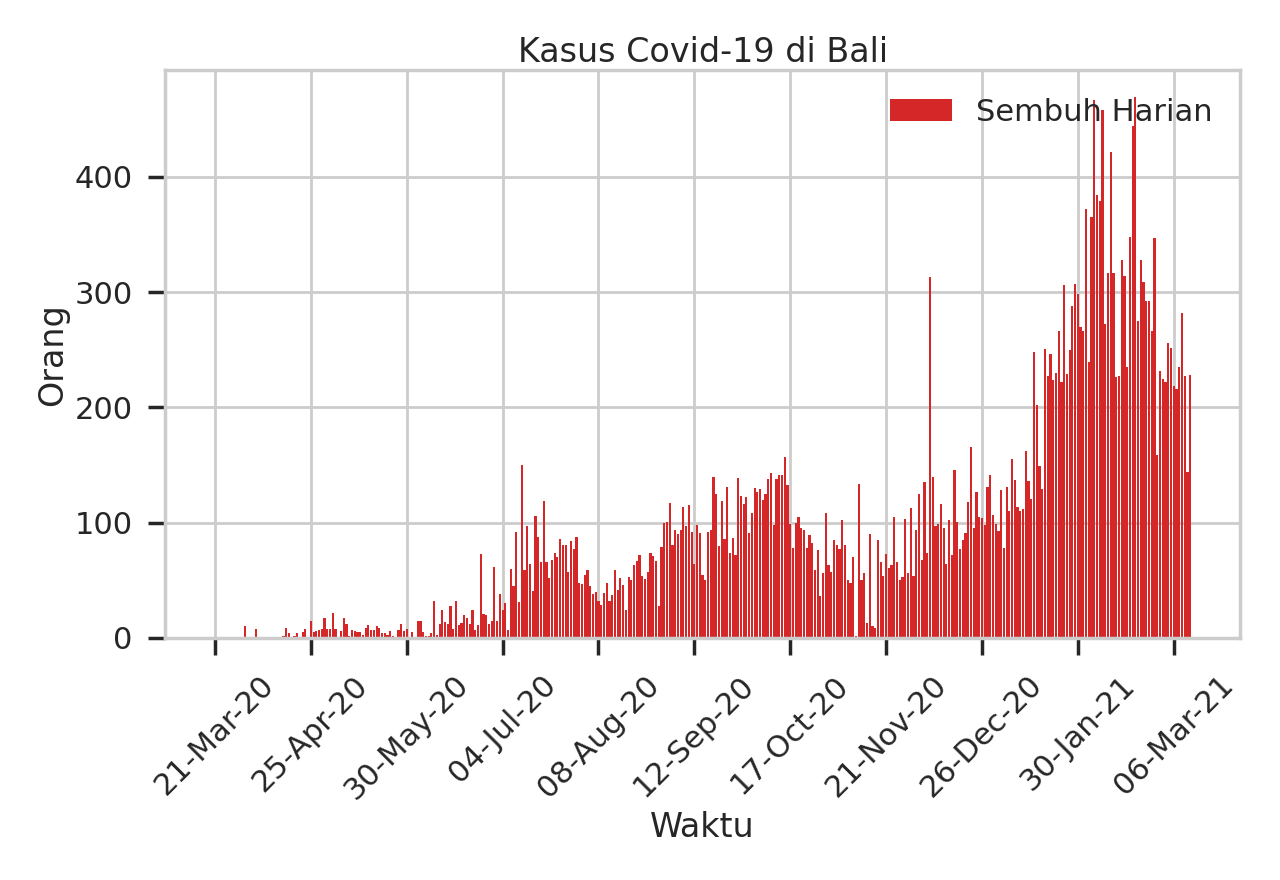 Kasus Covid-19 di Bali
Sembuh Harian
Orang
400
300
200
100
0
21-Mar-20
25-Apr-20
30-May-20
04-Jul-20
08-Aug-20
12-Sep-20
17-Oct-20
21-Nov-20
26-Dec-20
30-Jan-21
06-Mar-21
Waktu